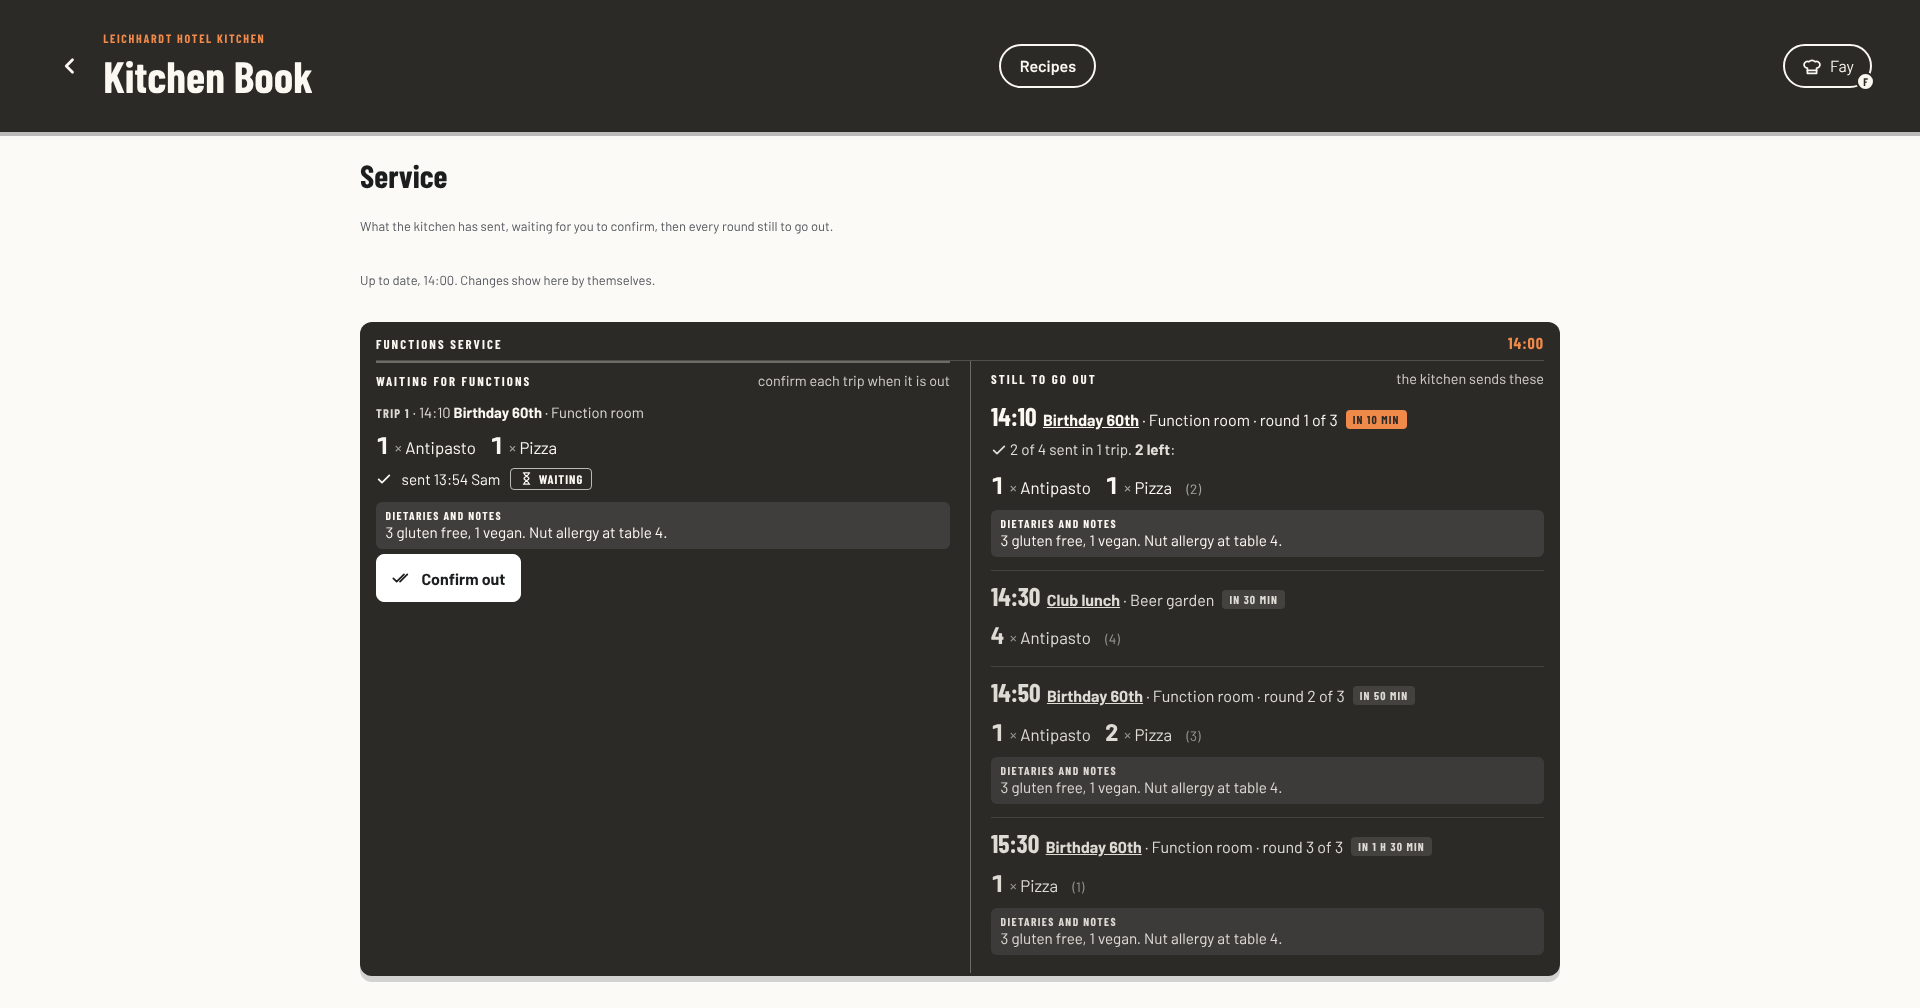 LEICHHARDT HOTEL KITCHEN
Kitchen Book
Recipes
Fay
F
Service
What the kitchen has sent, waiting for you to confirm, then every round still to go out.
Up to date, 14:00. Changes show here by themselves.
FUNCTIONS SERVICE
14:00
WAITING FOR FUNCTIONS
confirm each trip when it is out
TRIP 1 · 14:10 Birthday 60th · Function room
1 × Antipasto 1 × Pizza
sent 13:54 Sam WAITING
DIETARIES AND NOTES
3 gluten free, 1 vegan. Nut allergy at table 4.
Confirm out
STILL TO GO OUT
the kitchen sends these
14:10 Birthday 60th · Function room · round 1 of 3 IN 10 MIN
2 of 4 sent in 1 trip. 2 left:
1 × Antipasto 1 × Pizza (2)
DIETARIES AND NOTES
3 gluten free, 1 vegan. Nut allergy at table 4.
14:30 Club lunch · Beer garden IN 30 MIN
4 × Antipasto (4)
14:50 Birthday 60th · Function room · round 2 of 3 IN 50 MIN
1 × Antipasto 2 × Pizza (3)
DIETARIES AND NOTES
3 gluten free, 1 vegan. Nut allergy at table 4.
15:30 Birthday 60th · Function room · round 3 of 3 IN 1 H 30 MIN
1 × Pizza (1)
DIETARIES AND NOTES
3 gluten free, 1 vegan. Nut allergy at table 4.